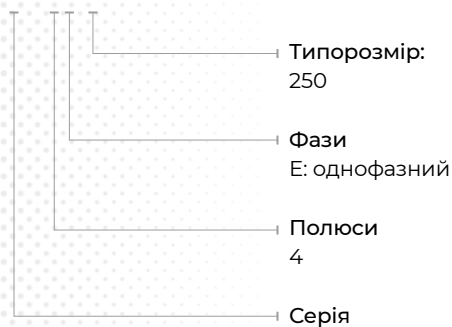 Типорозмір:
250
Фази
Е: однофазний
Полюси
4
Серія